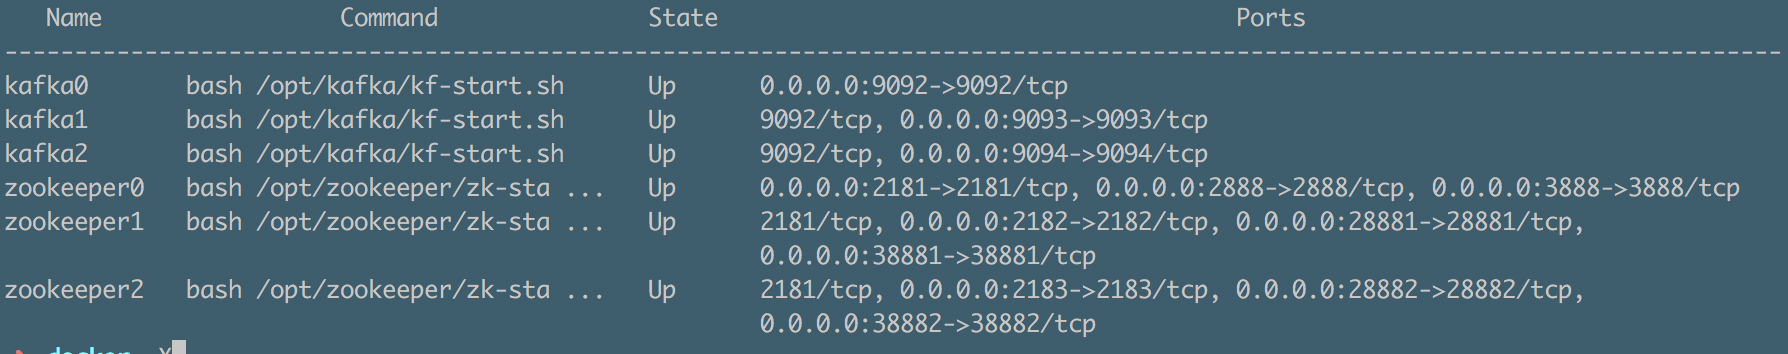 Name Command State Ports
--------------------------------------------------------------------------------------------------------------------------------
kafka0 bash /opt/kafka/kf-start.sh Up 0.0.0.0:9092->9092/tcp
kafka1 bash /opt/kafka/kf-start.sh Up 9092/tcp, 0.0.0.0:9093->9093/tcp
kafka2 bash /opt/kafka/kf-start.sh Up 9092/tcp, 0.0.0.0:9094->9094/tcp
zookeeper0 bash /opt/zookeeper/zk-sta ... Up 0.0.0.0:2181->2181/tcp, 0.0.0.0:2888->2888/tcp, 0.0.0.0:3888->3888/tcp
zookeeper1 bash /opt/zookeeper/zk-sta ... Up 2181/tcp, 0.0.0.0:2182->2182/tcp, 0.0.0.0:28881->28881/tcp,
0.0.0.0:38881->38881/tcp
zookeeper2 bash /opt/zookeeper/zk-sta ... Up 2181/tcp, 0.0.0.0:2183->2183/tcp, 0.0.0.0:28882->28882/tcp,
0.0.0.0:38882->38882/tcp
docker